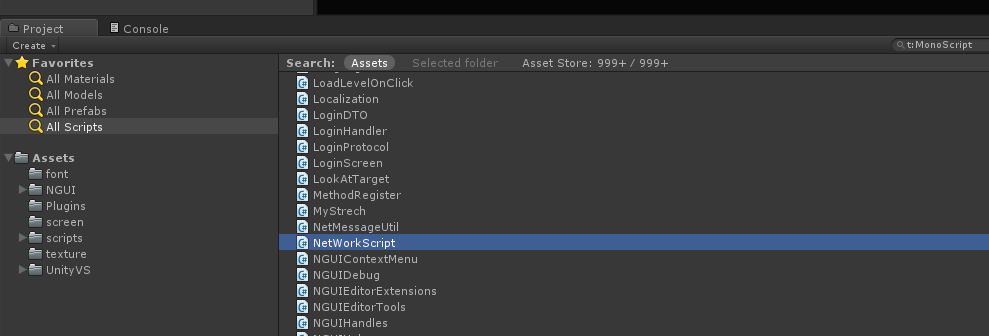 Project Console
Create t:MonoScript
Favorites
All Materials
All Models
All Prefabs
All Scripts
Assets
font
NGUI
Plugins
screen
scripts
texture
UnityVS
Search: Assets Selected folder Asset Store: 999+ / 999+
LoadLevelOnClick
Localization
LoginDTO
LoginHandler
LoginProtocol
LoginScreen
LookAtTarget
MethodRegister
MyStrech
NetMessageUtil
NetWorkScript
NGUIContextMenu
NGUIDebug
NGUIEditorExtensions
NGUIEditorTools
NGUIHandles